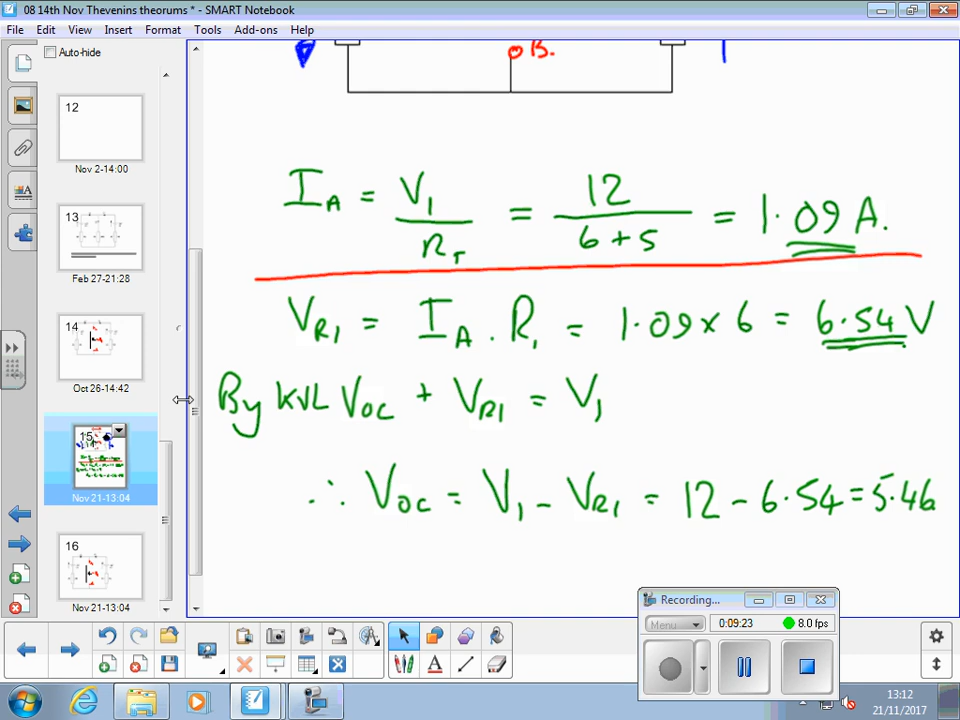 08 14th Nov Thevenins theorums * - SMART Notebook
File Edit View Insert Format Tools Add-ons Help
Auto-hide
12
Nov 2-14:00
13
Feb 27-21:28
14
Oct 26-14:42
15
Nov 21-13:04
16
Nov 21-13:04
B.
I_A = V_1 / R_T = 12 / (6 + 5) = 1.09 A.
V_R1 = I_A . R_1 = 1.09 x 6 = 6.54 V
By KVL V_OC + V_R1 = V_1
∴ V_OC = V_1 - V_R1 = 12 - 6.54 = 5.46
Recording...
Menu 0:09:23 8.0 fps
A
13:12
21/11/2017